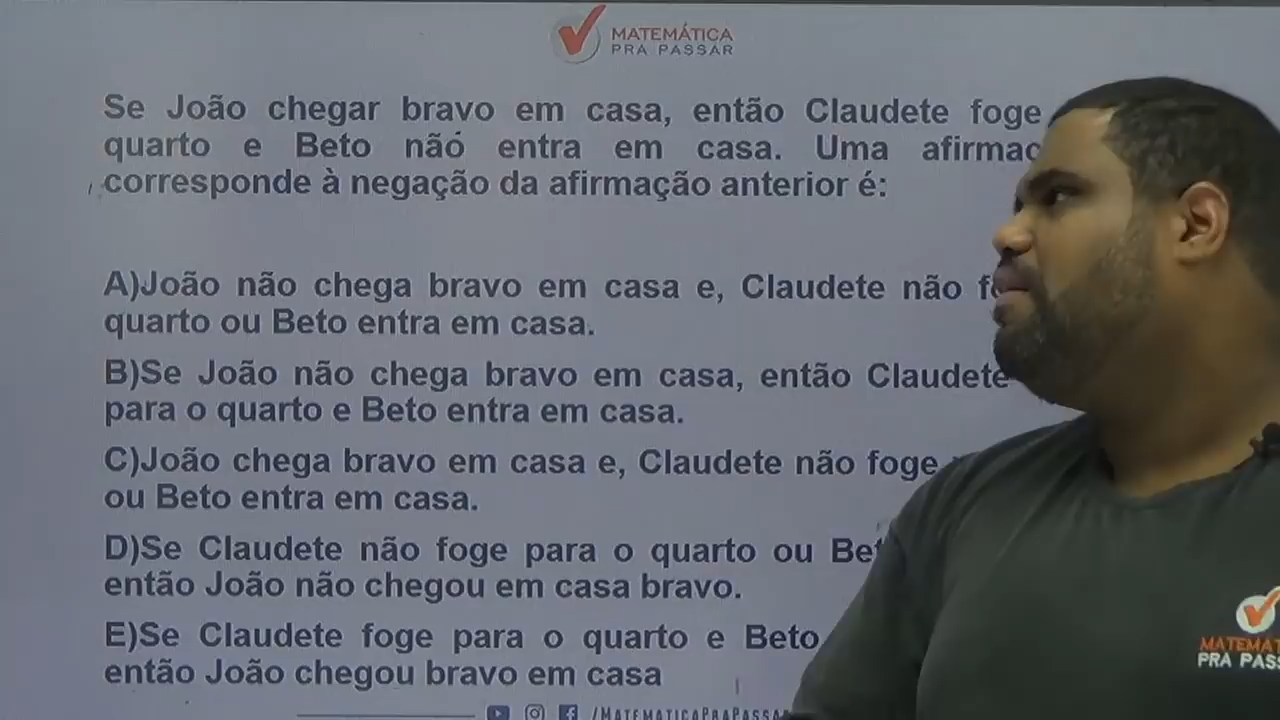 MATEMÁTICA
PRA PASSAR
Se João chegar bravo em casa, então Claudete foge
quarto e Beto não entra em casa. Uma
corresponde à negação da afirmação anterior é:
A)João não chega bravo em casa e, Claudete não
quarto ou Beto entra em casa.
B)Se João não chega bravo em casa, então Claudete
para o quarto e Beto entra em casa.
C)João chega bravo em casa e, Claudete não foge
ou Beto entra em casa.
D)Se Claudete não foge para o quarto ou
então João não chegou em casa bravo.
E)Se Claudete foge para o quarto e Beto
então João chegou bravo em casa
/MATEMATICAPRAPASSA
MATEMÁT
PRA PASS